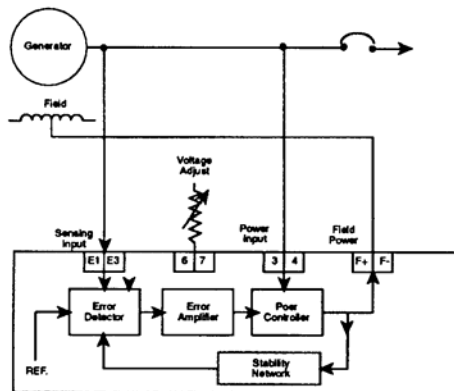 Generator
Field
Voltage
Adjust
Sensing
Input
Power
Input
Field
Power
E1 E3
6 7
3 4
F+ F-
Error
Detector
Error
Amplifier
Poer
Controller
REF.
Stability
Network